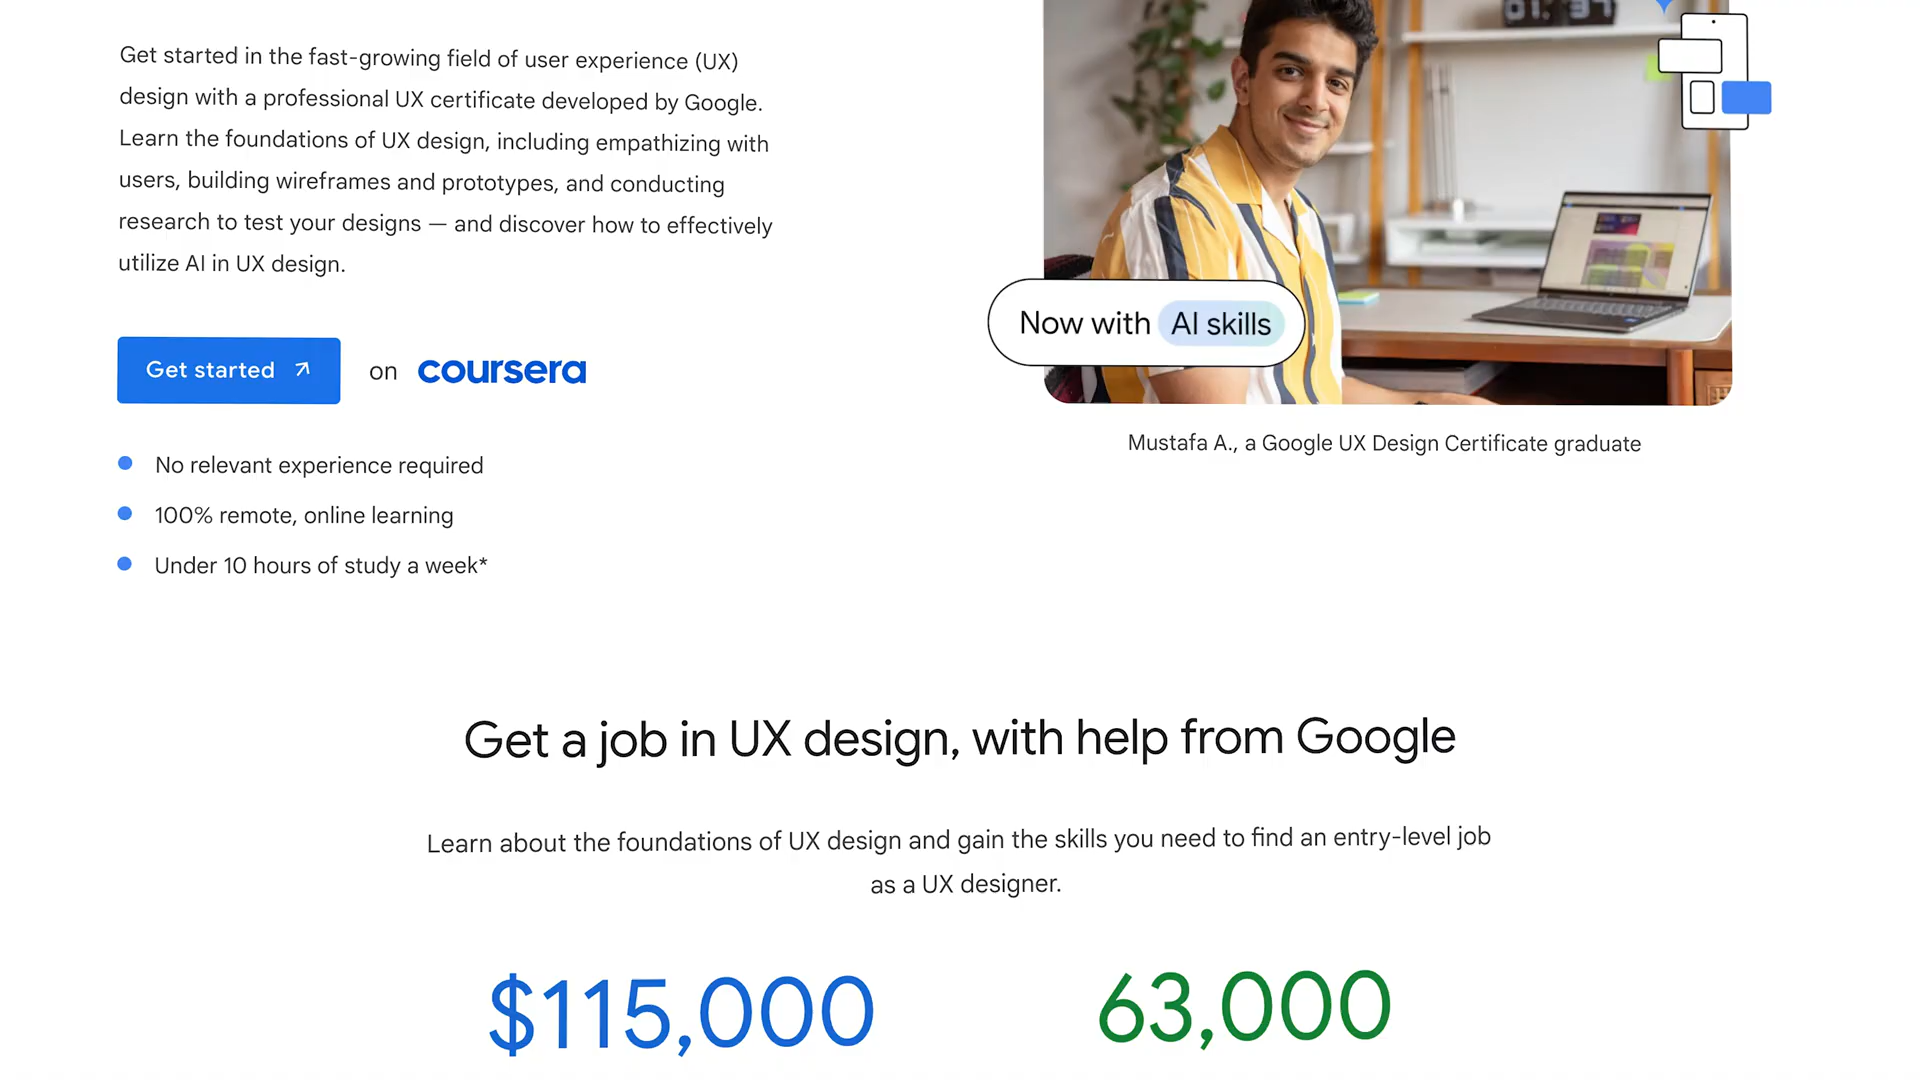 Get started in the fast-growing field of user experience (UX)
design with a professional UX certificate developed by Google.
Learn the foundations of UX design, including empathizing with
users, building wireframes and prototypes, and conducting
research to test your designs — and discover how to effectively
utilize AI in UX design.
Get started ↗ on coursera
No relevant experience required
100% remote, online learning
Under 10 hours of study a week*
Now with AI skills
Mustafa A., a Google UX Design Certificate graduate
Get a job in UX design, with help from Google
Learn about the foundations of UX design and gain the skills you need to find an entry-level job
as a UX designer.
$115,000
63,000